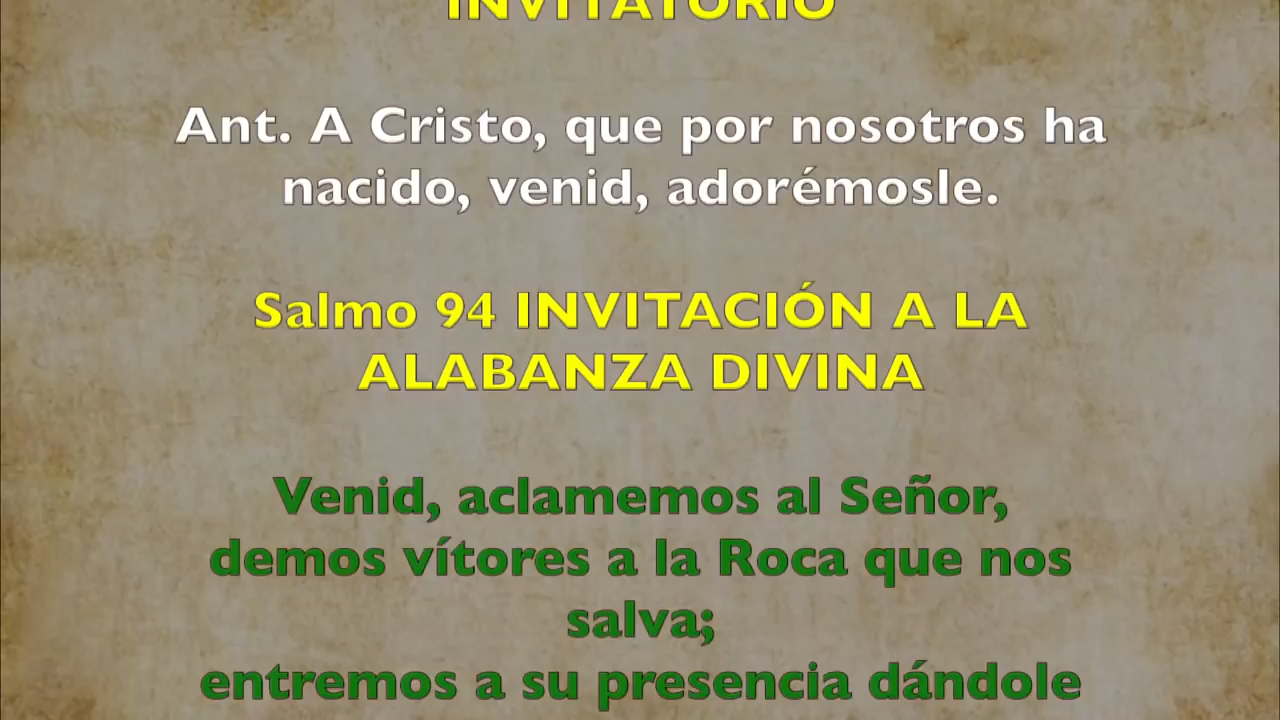 INVITATORIO
Ant. A Cristo, que por nosotros ha
nacido, venid, adorémosle.
Salmo 94 INVITACIÓN A LA
ALABANZA DIVINA
Venid, aclamemos al Señor,
demos vítores a la Roca que nos
salva;
entremos a su presencia dándole